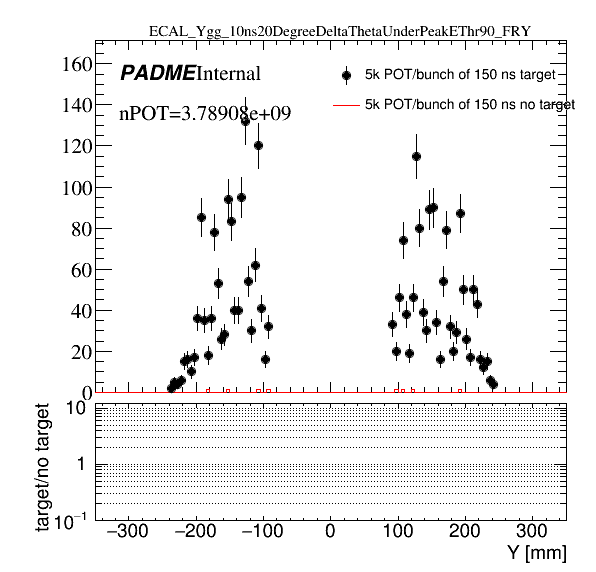 ECAL_Ygg_10ns20DegreeDeltaThetaUnderPeakEThr90_FRY
PADME Internal
5k POT/bunch of 150 ns target
5k POT/bunch of 150 ns no target
nPOT=3.78908e+09
160
140
120
100
80
60
40
20
0
target/no target
10
1
10⁻¹
−300 −200 −100 0 100 200 300
Y [mm]